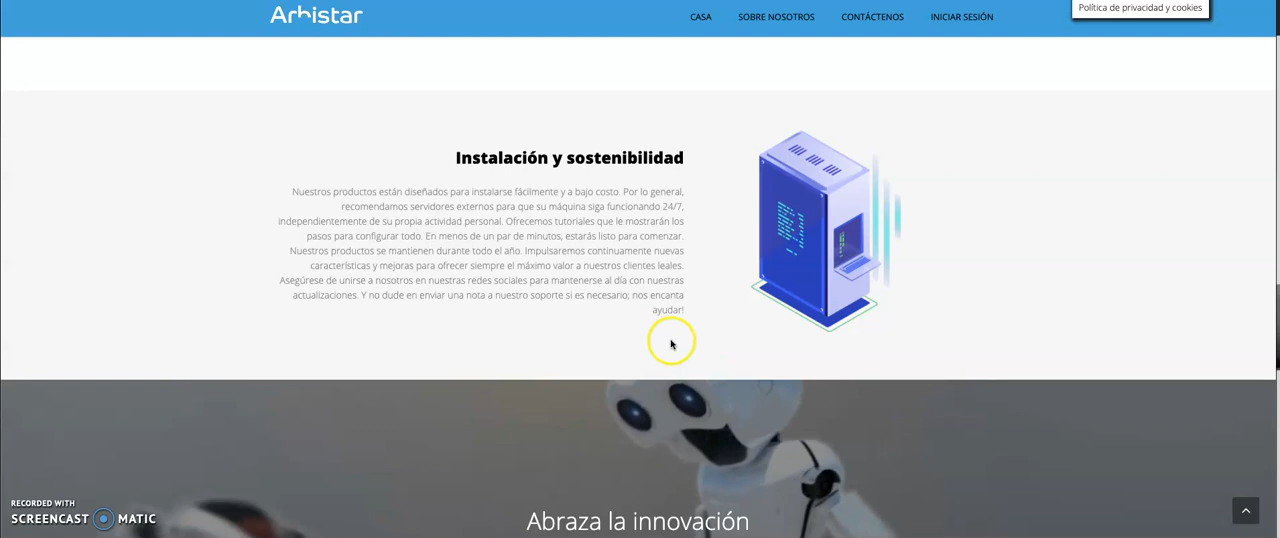 Arbistar
CASA
SOBRE NOSOTROS
CONTÁCTENOS
INICIAR SESIÓN
Política de privacidad y cookies
Instalación y sostenibilidad
Nuestros productos están diseñados para instalarse fácilmente y a bajo costo. Por lo general,
recomendamos servidores externos para que su máquina siga funcionando 24/7,
independientemente de su propia actividad personal. Ofrecemos tutoriales que le mostrarán los
pasos para configurar todo. En menos de un par de minutos, estarás listo para comenzar.
Nuestros productos se mantienen durante todo el año. Impulsaremos continuamente nuevas
características y mejoras para ofrecer siempre el máximo valor a nuestros clientes leales.
Asegúrese de unirse a nosotros en nuestras redes sociales para mantenerse al día con nuestras
actualizaciones. Y no dude en enviar una nota a nuestro soporte si es necesario; nos encanta
ayudar!
Abraza la innovación
RECORDED WITH
SCREENCAST MATIC